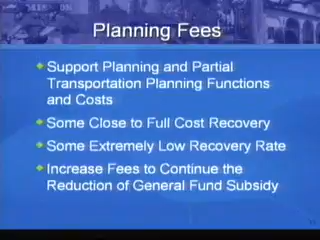 Planning Fees
Support Planning and Partial
Transportation Planning Functions
and Costs
Some Close to Full Cost Recovery
Some Extremely Low Recovery Rate
Increase Fees to Continue the
Reduction of General Fund Subsidy